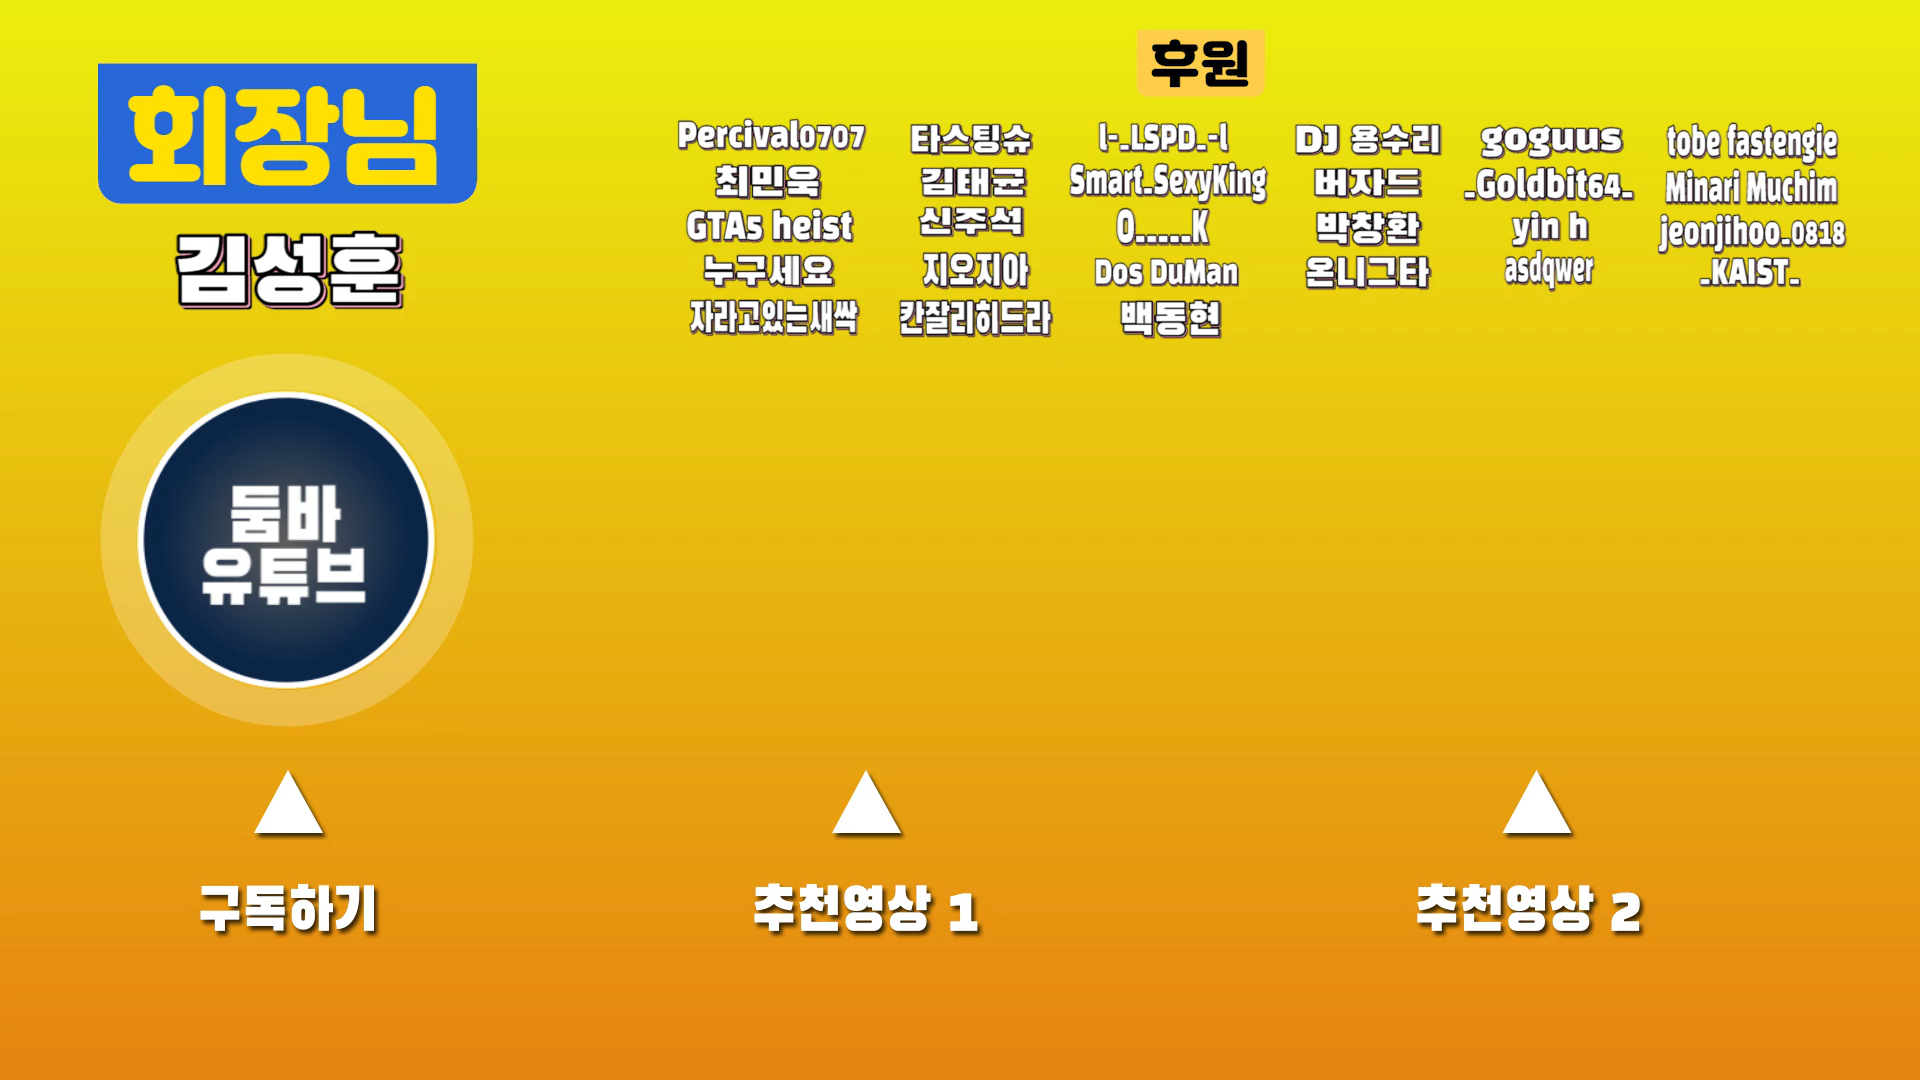 회장님
김성훈
후원
Percival0707 타스팅슈 l-_LSPD_-l DJ 용수리 goguus tobe fastengie
최민욱 김태균 Smart_SexyKing 버자드 _Goldbit64_ Minari Muchim
GTA5 heist 신주석 O_____K 박창환 yin h jeonjihoo_0818
누구세요 지오지아 Dos DuMan 온니그타 asdqwer _KAIST_
자라고있는새싹 칸잘리히드라 백동현
둠바
유튜브
구독하기
추천영상 1
추천영상 2